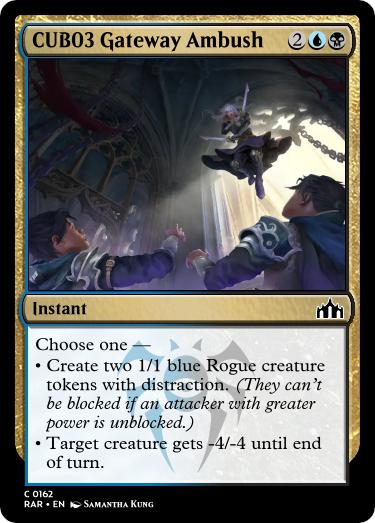 CUB03 Gateway Ambush 2
Instant
Choose one —
• Create two 1/1 blue Rogue creature
tokens with distraction. (They can't
be blocked if an attacker with greater
power is unblocked.)
• Target creature gets -4/-4 until end
of turn.
C 0162
RAR • EN Samantha Kung